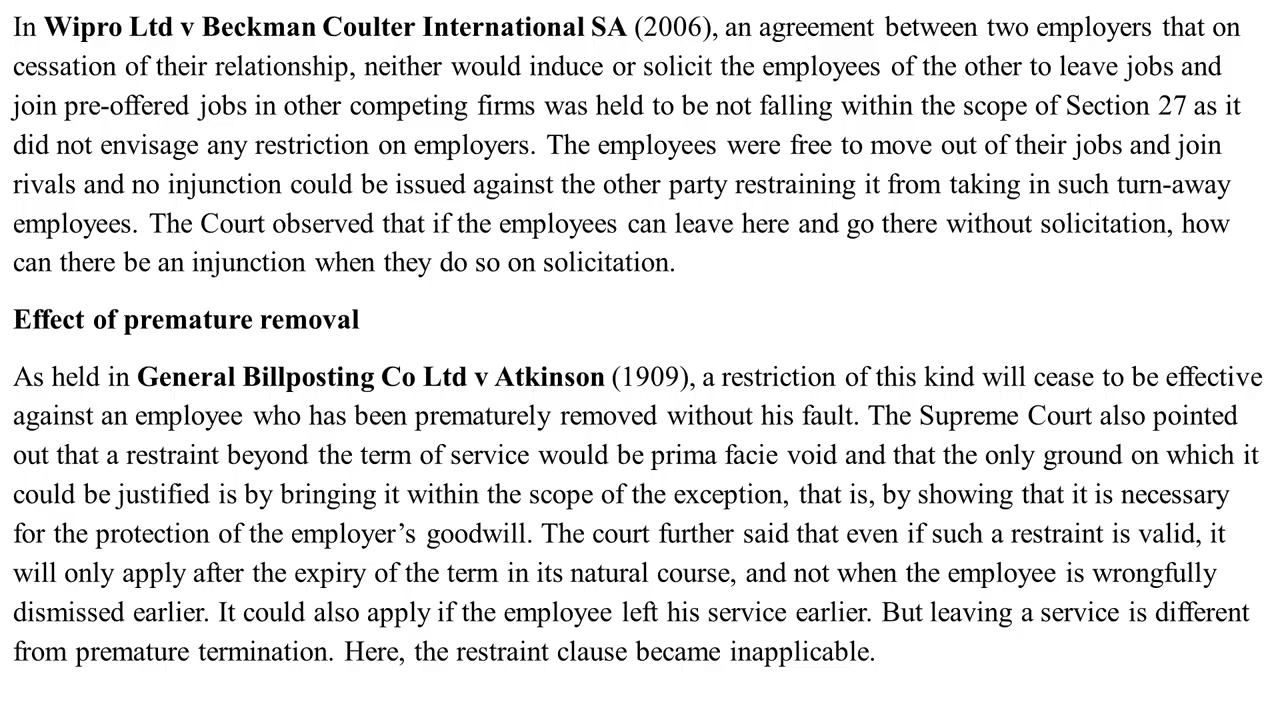 In Wipro Ltd v Beckman Coulter International SA (2006), an agreement between two employers that on
cessation of their relationship, neither would induce or solicit the employees of the other to leave jobs and
join pre-offered jobs in other competing firms was held to be not falling within the scope of Section 27 as it
did not envisage any restriction on employers. The employees were free to move out of their jobs and join
rivals and no injunction could be issued against the other party restraining it from taking in such turn-away
employees. The Court observed that if the employees can leave here and go there without solicitation, how
can there be an injunction when they do so on solicitation.
Effect of premature removal
As held in General Billposting Co Ltd v Atkinson (1909), a restriction of this kind will cease to be effective
against an employee who has been prematurely removed without his fault. The Supreme Court also pointed
out that a restraint beyond the term of service would be prima facie void and that the only ground on which it
could be justified is by bringing it within the scope of the exception, that is, by showing that it is necessary
for the protection of the employer’s goodwill. The court further said that even if such a restraint is valid, it
will only apply after the expiry of the term in its natural course, and not when the employee is wrongfully
dismissed earlier. It could also apply if the employee left his service earlier. But leaving a service is different
from premature termination. Here, the restraint clause became inapplicable.